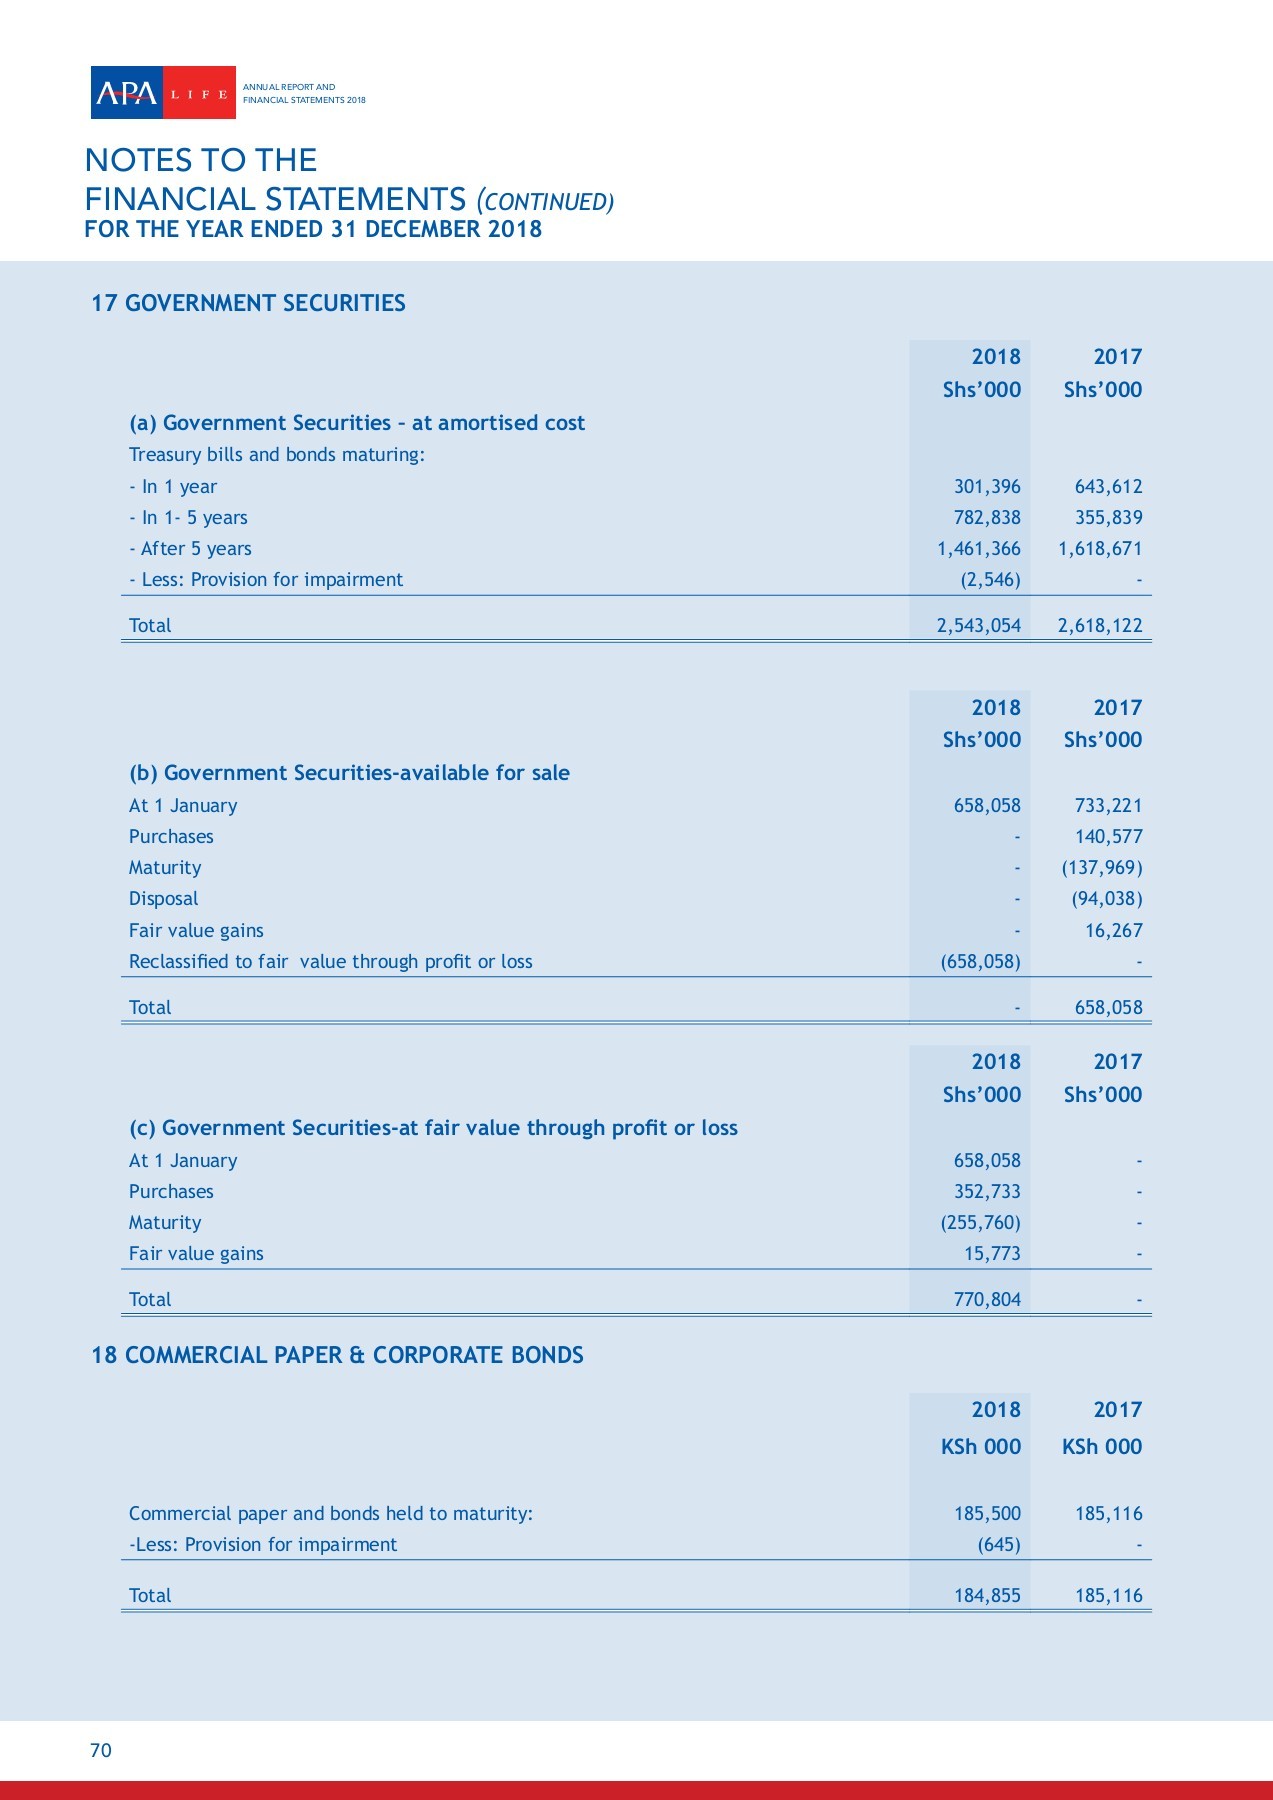 APA LIFE
ANNUAL REPORT AND
FINANCIAL STATEMENTS 2018
NOTES TO THE
FINANCIAL STATEMENTS (CONTINUED)
FOR THE YEAR ENDED 31 DECEMBER 2018
17 GOVERNMENT SECURITIES
2018 2017
Shs’000 Shs’000
(a) Government Securities – at amortised cost
Treasury bills and bonds maturing:
- In 1 year 301,396 643,612
- In 1- 5 years 782,838 355,839
- After 5 years 1,461,366 1,618,671
- Less: Provision for impairment (2,546) -
Total 2,543,054 2,618,122
2018 2017
Shs’000 Shs’000
(b) Government Securities-available for sale
At 1 January 658,058 733,221
Purchases - 140,577
Maturity - (137,969)
Disposal - (94,038)
Fair value gains - 16,267
Reclassified to fair value through profit or loss (658,058) -
Total - 658,058
2018 2017
Shs’000 Shs’000
(c) Government Securities-at fair value through profit or loss
At 1 January 658,058 -
Purchases 352,733 -
Maturity (255,760) -
Fair value gains 15,773 -
Total 770,804 -
18 COMMERCIAL PAPER & CORPORATE BONDS
2018 2017
KSh 000 KSh 000
Commercial paper and bonds held to maturity: 185,500 185,116
-Less: Provision for impairment (645) -
Total 184,855 185,116
70